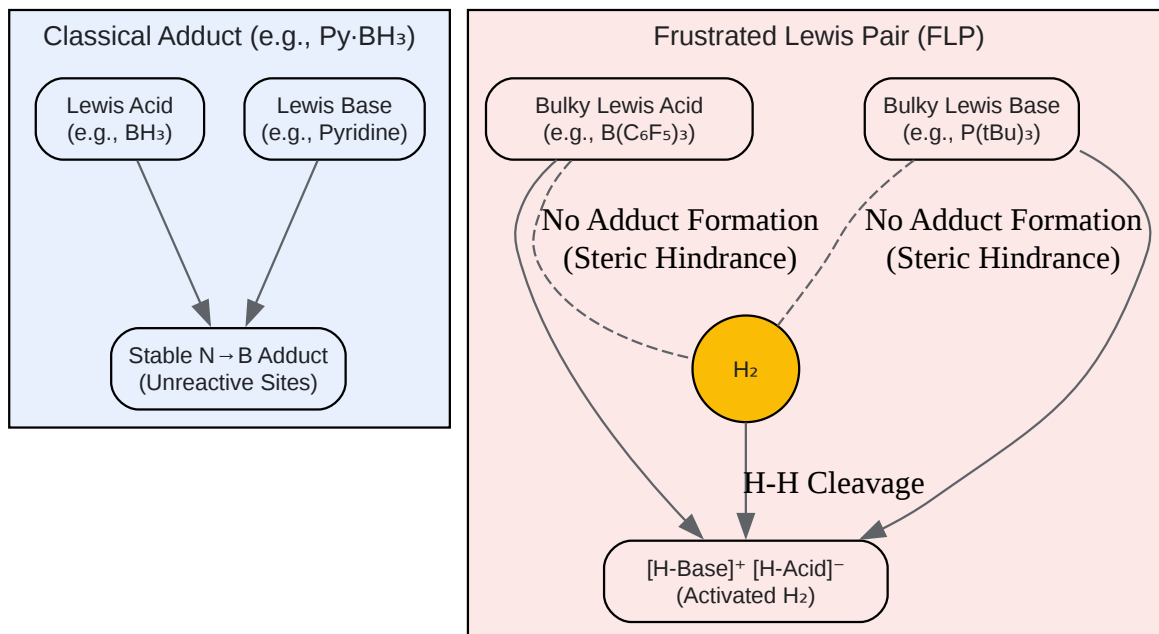 Classical Adduct (e.g., Py·BH₃)
Lewis Acid
(e.g., BH₃)
Lewis Base
(e.g., Pyridine)
Stable N→B Adduct
(Unreactive Sites)
Frustrated Lewis Pair (FLP)
Bulky Lewis Acid
(e.g., B(C₆F₅)₃)
Bulky Lewis Base
(e.g., P(tBu)₃)
No Adduct Formation
(Steric Hindrance)
No Adduct Formation
(Steric Hindrance)
H₂
H-H Cleavage
[H-Base]⁺ [H-Acid]⁻
(Activated H₂)